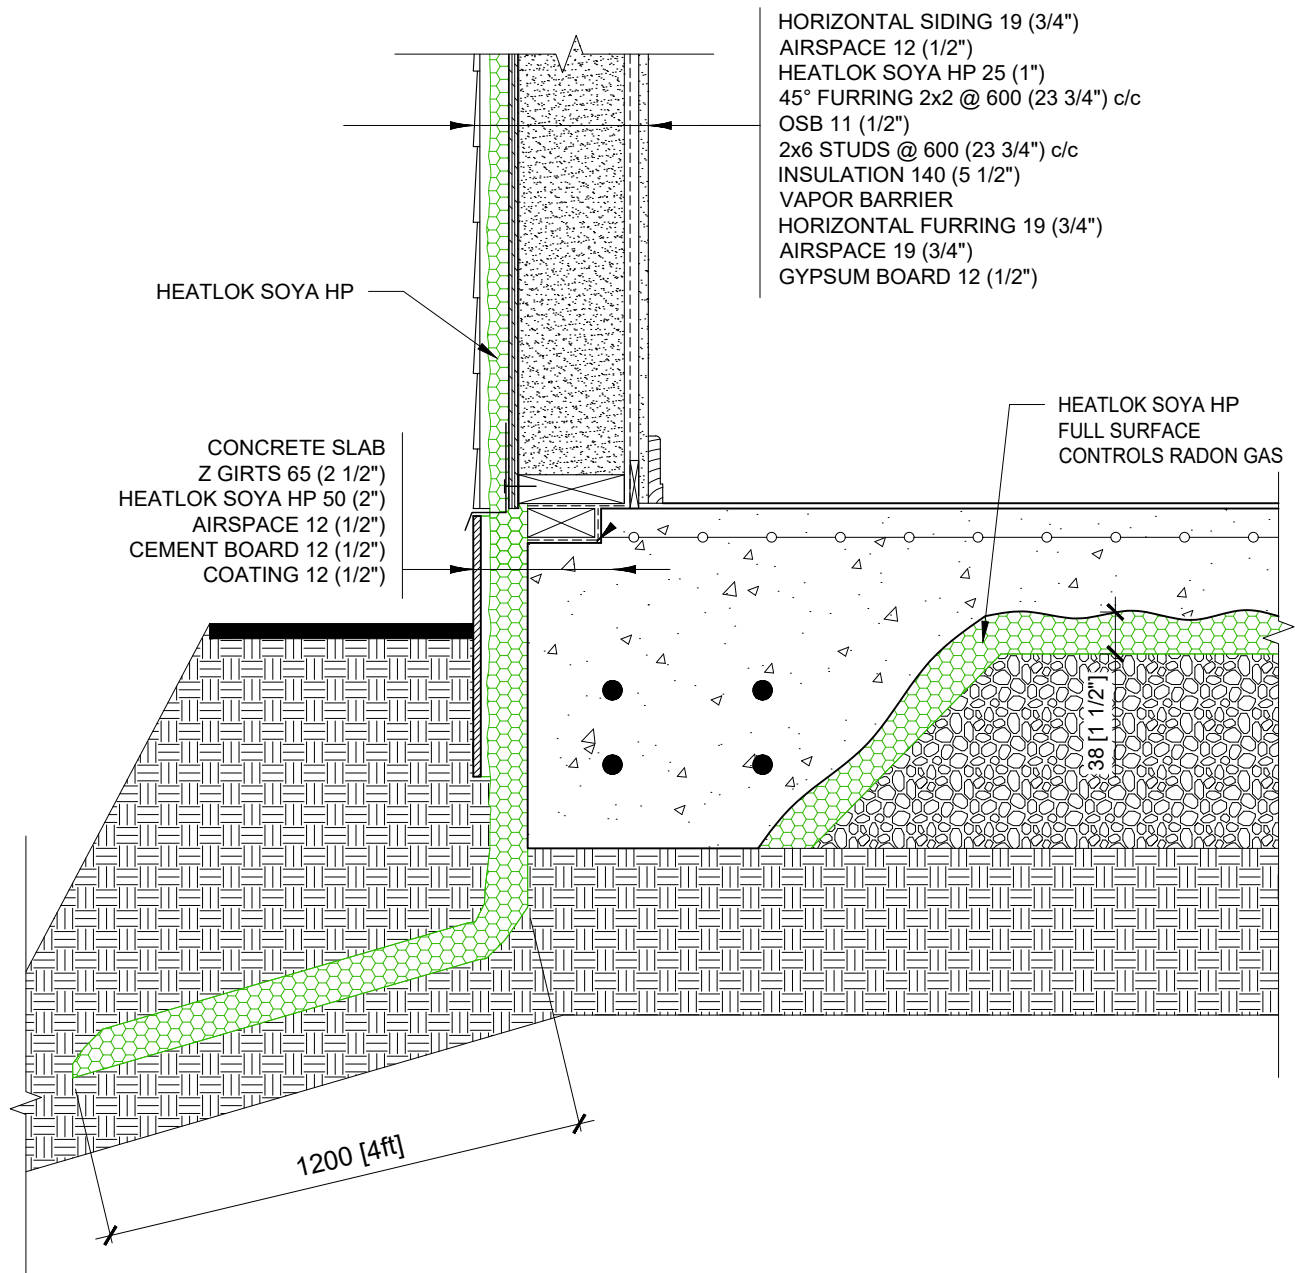 HORIZONTAL SIDING 19 (3/4")
AIRSPACE 12 (1/2")
HEATLOK SOYA HP 25 (1")
45° FURRING 2x2 @ 600 (23 3/4") c/c
OSB 11 (1/2")
2x6 STUDS @ 600 (23 3/4") c/c
INSULATION 140 (5 1/2")
VAPOR BARRIER
HORIZONTAL FURRING 19 (3/4")
AIRSPACE 19 (3/4")
GYPSUM BOARD 12 (1/2")
HEATLOK SOYA HP
HEATLOK SOYA HP
FULL SURFACE
CONTROLS RADON GAS
CONCRETE SLAB
Z GIRTS 65 (2 1/2")
HEATLOK SOYA HP 50 (2")
AIRSPACE 12 (1/2")
CEMENT BOARD 12 (1/2")
COATING 12 (1/2")
38 [1 1/2"]
1200 [4ft]